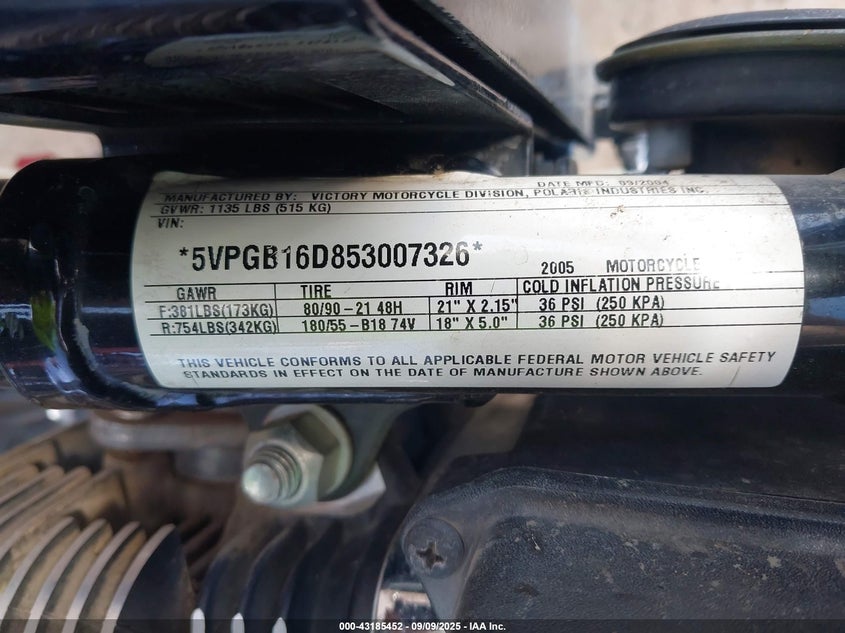 DATE MFD: 09/2004
MANUFACTURED BY: VICTORY MOTORCYCLE DIVISION, POLARIS INDUSTRIES INC.
GVWR: 1135 LBS (515 KG)
VIN:
*5VPGB16D853007326*
2005 MOTORCYCLE
GAWR TIRE RIM COLD INFLATION PRESSURE
F:381LBS(173KG) 80/90-21 48H 21" X 2.15" 36 PSI (250 KPA)
R:754LBS(342KG) 180/55-B18 74V 18" X 5.0" 36 PSI (250 KPA)
THIS VEHICLE CONFORMS TO ALL APPLICABLE FEDERAL MOTOR VEHICLE SAFETY
STANDARDS IN EFFECT ON THE DATE OF MANUFACTURE SHOWN ABOVE.
000-43185452 - 09/09/2025 - IAA Inc.